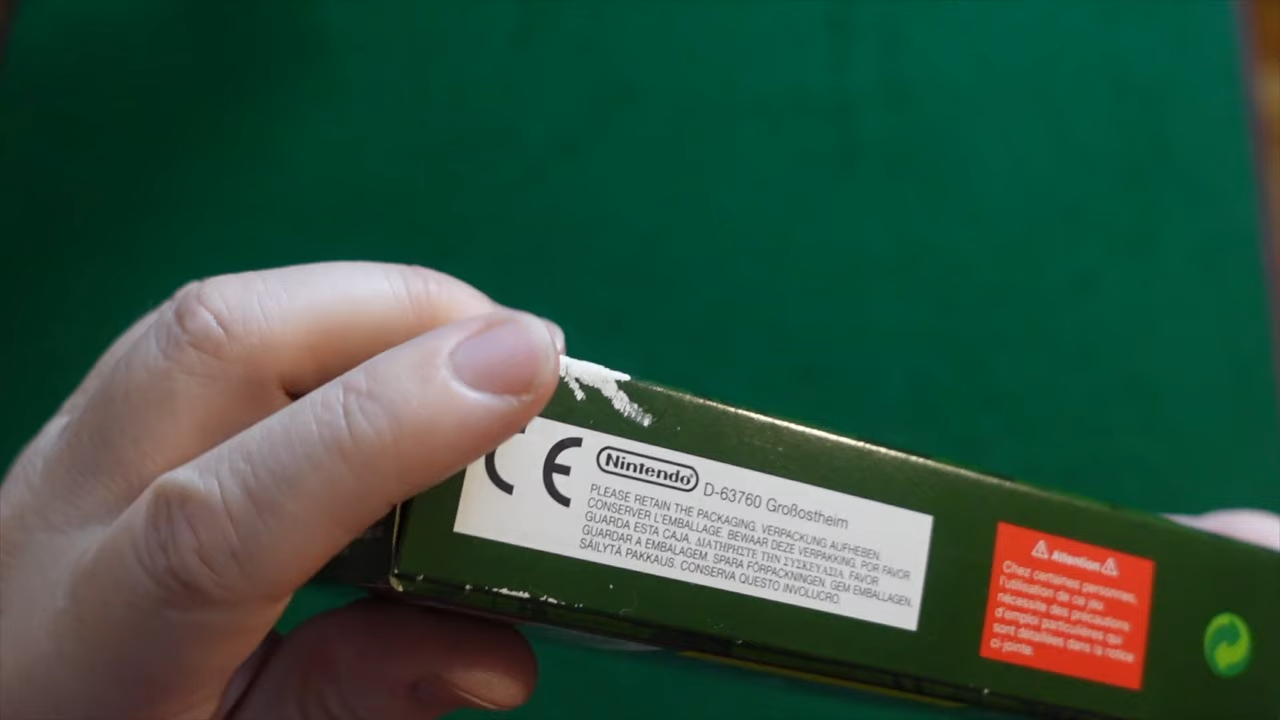 CE Nintendo® D-63760 Großostheim
PLEASE RETAIN THE PACKAGING. VERPACKUNG AUFHEBEN.
CONSERVER L'EMBALLAGE. BEWAAR DEZE VERPAKKING. POR FAVOR
GUARDA ESTA CAJA. ΔΙΑΤΗΡΗΣΤΕ ΤΗΝ ΣΥΣΚΕΥΑΣΙΑ. FAVOR
GUARDAR A EMBALAGEM. SPARA FÖRPACKNINGEN. GEM EMBALLAGEN.
SÄILYTÄ PAKKAUS. CONSERVA QUESTO INVOLUCRO.
Attention
Chez certaines personnes,
l'utilisation de ce jeu
nécessite des précautions
d'emploi particulières qui
sont détaillées dans la notice
ci-jointe.